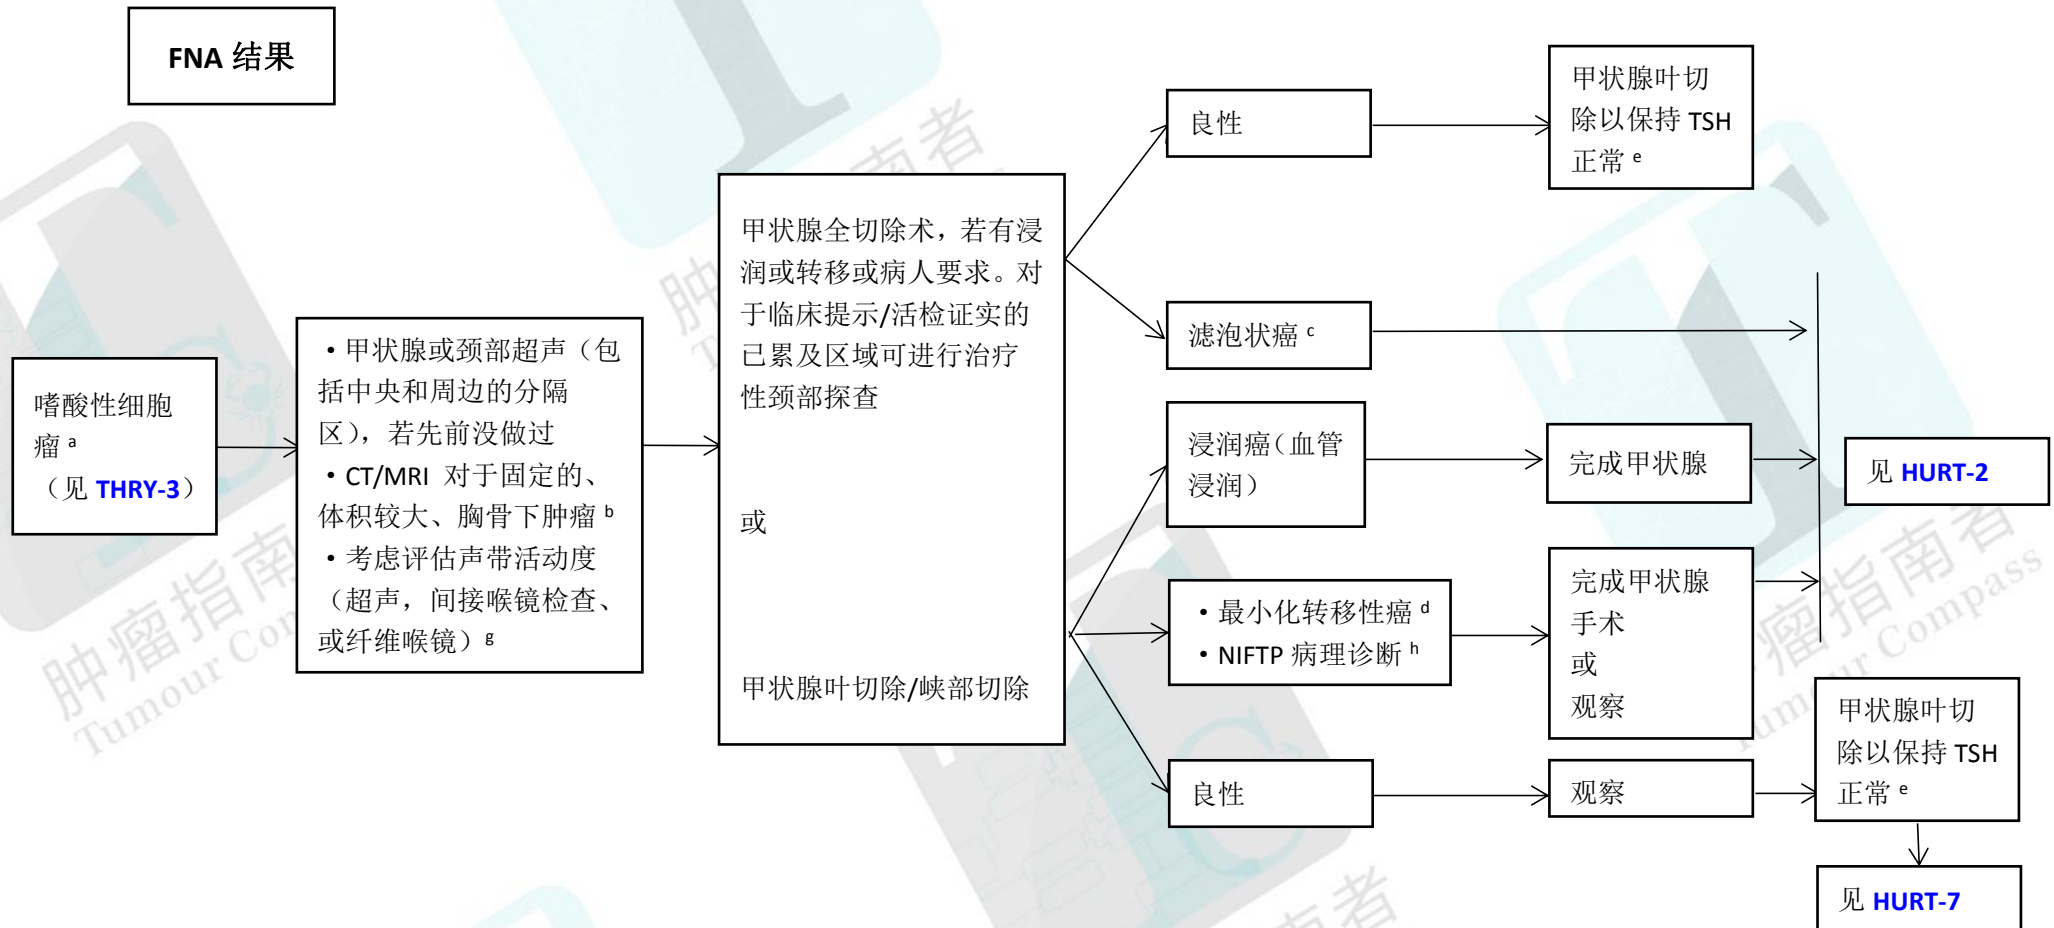 FNA 结果
嗜酸性细胞
瘤 a
（见 THRY-3）
·甲状腺或颈部超声（包
括中央和周边的分隔
区），若先前没做过
·CT/MRI 对于固定的、
体积较大、胸骨下肿瘤 b
·考虑评估声带活动度
（超声，间接喉镜检查、
或纤维喉镜）g
甲状腺全切除术，若有浸
润或转移或病人要求。对
于临床提示/活检证实的
已累及区域可进行治疗
性颈部探查
或
甲状腺叶切除/峡部切除
良性
甲状腺叶切
除以保持 TSH
正常 e
滤泡状癌 c
浸润癌（血管
浸润）
完成甲状腺
见 HURT-2
·最小化转移性癌 d
·NIFTP 病理诊断 h
完成甲状腺
手术
或
观察
良性
观察
甲状腺叶切
除以保持 TSH
正常 e
见 HURT-7
肿瘤指南者
Tumour Compass